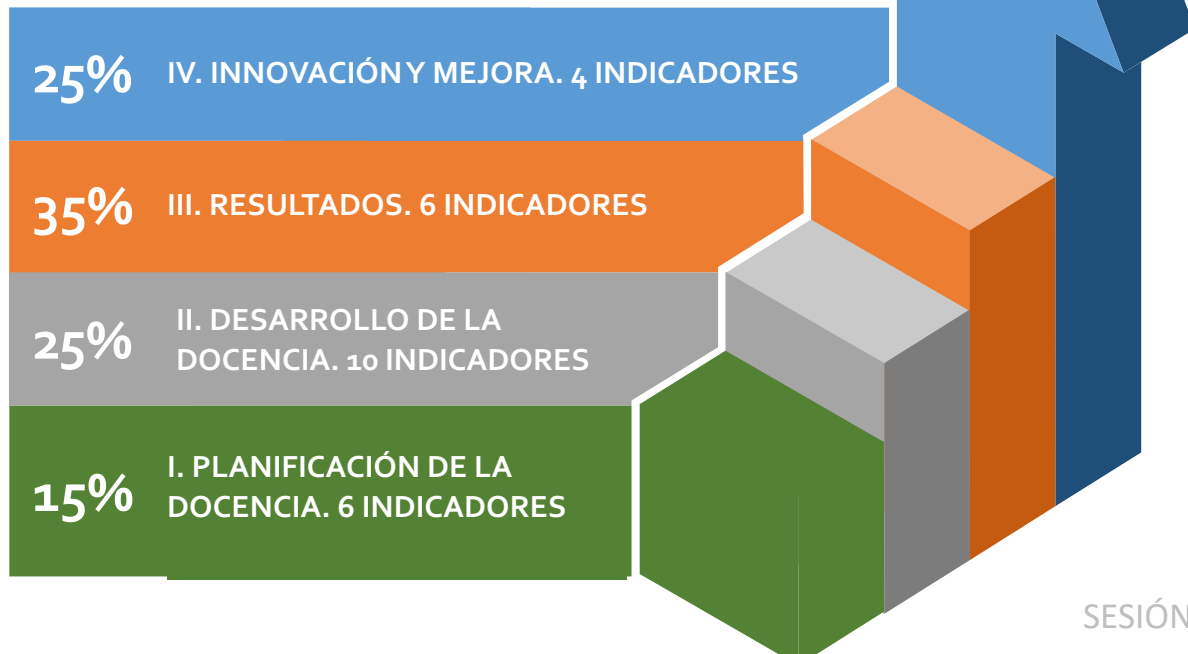 25%
IV. INNOVACIÓN Y MEJORA. 4 INDICADORES
35%
III. RESULTADOS. 6 INDICADORES
25%
II. DESARROLLO DE LA
DOCENCIA. 10 INDICADORES
15%
I. PLANIFICACIÓN DE LA
DOCENCIA. 6 INDICADORES
SESIÓN